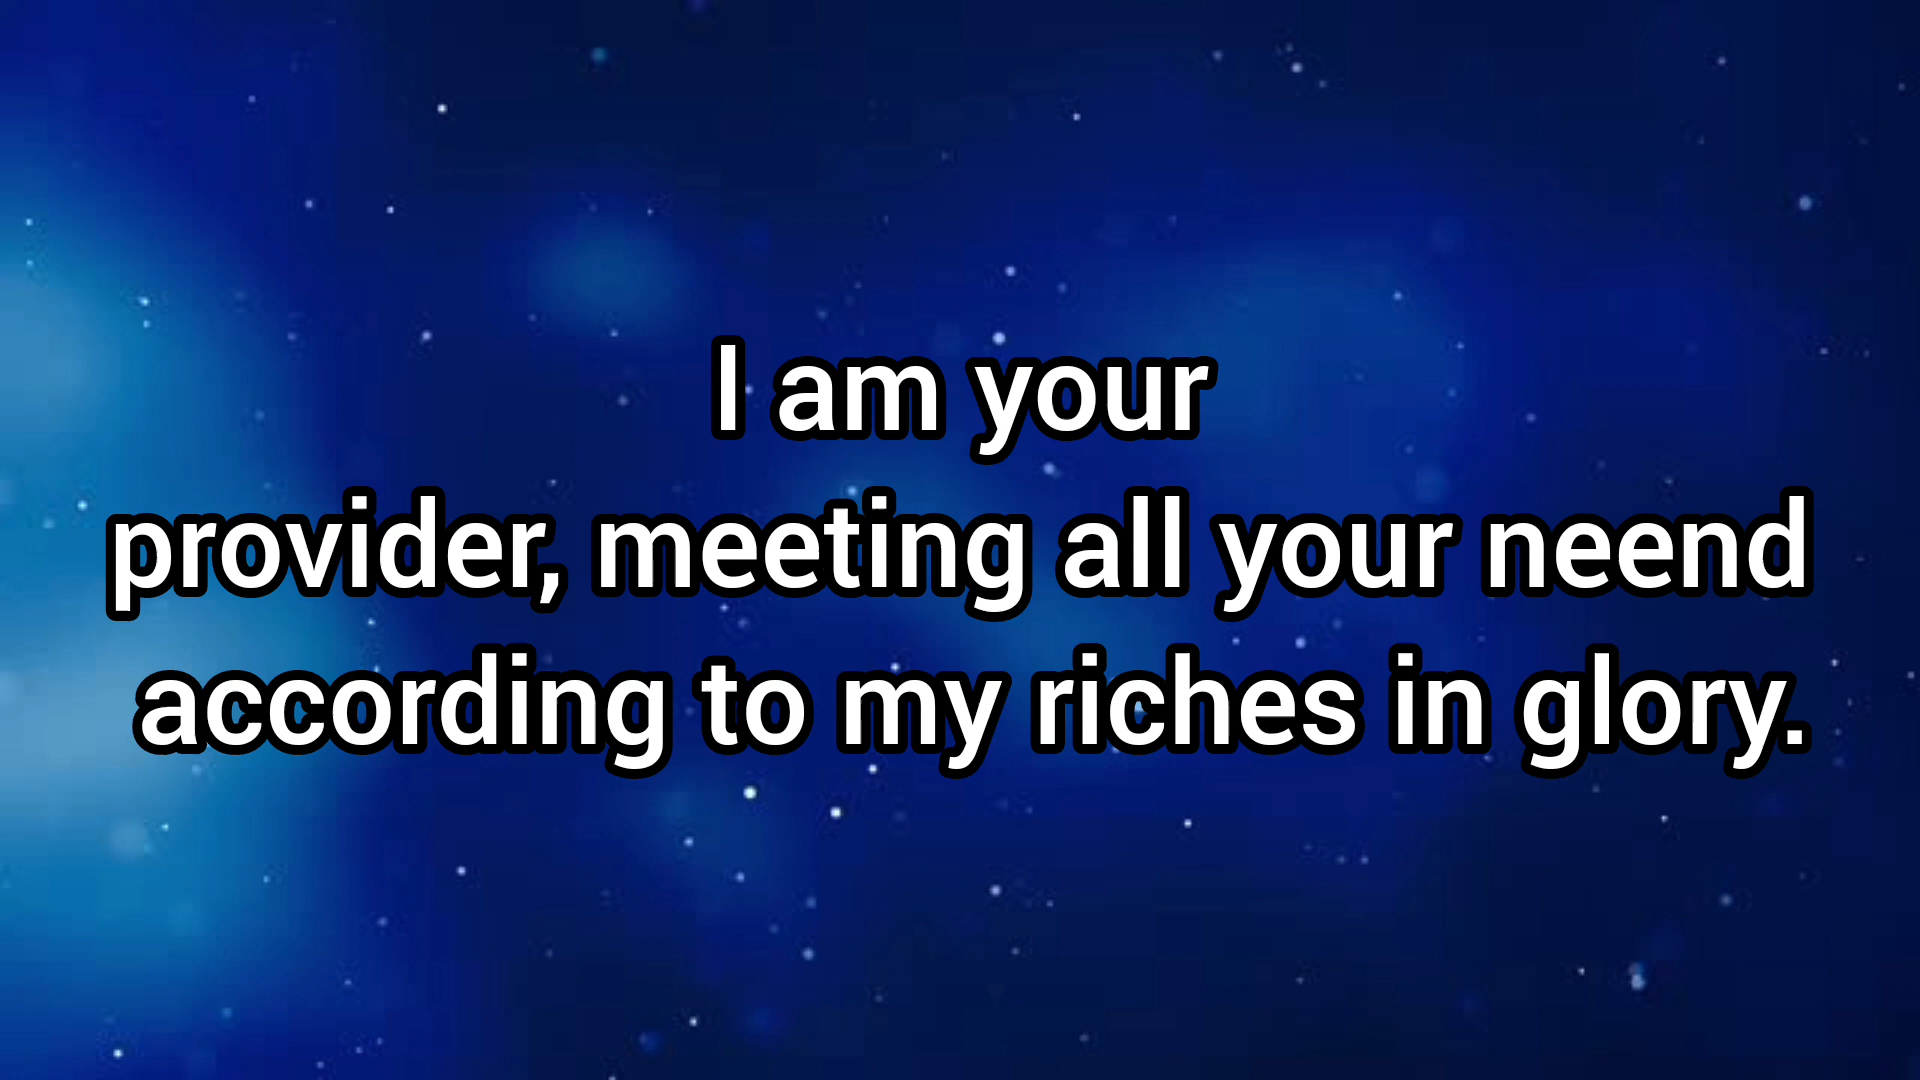 I am your
provider, meeting all your neend
according to my riches in glory.